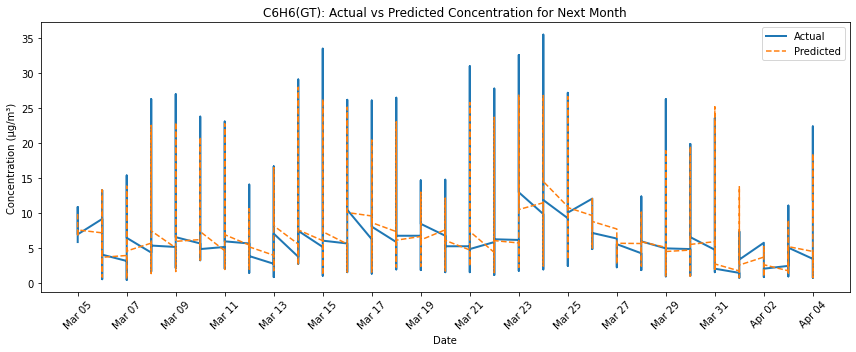 C6H6(GT): Actual vs Predicted Concentration for Next Month
Actual
Predicted
Concentration (µg/m³)
35
30
25
20
15
10
5
0
Mar 05
Mar 07
Mar 09
Mar 11
Mar 13
Mar 15
Mar 17
Mar 19
Mar 21
Mar 23
Mar 25
Mar 27
Mar 29
Mar 31
Apr 02
Apr 04
Date